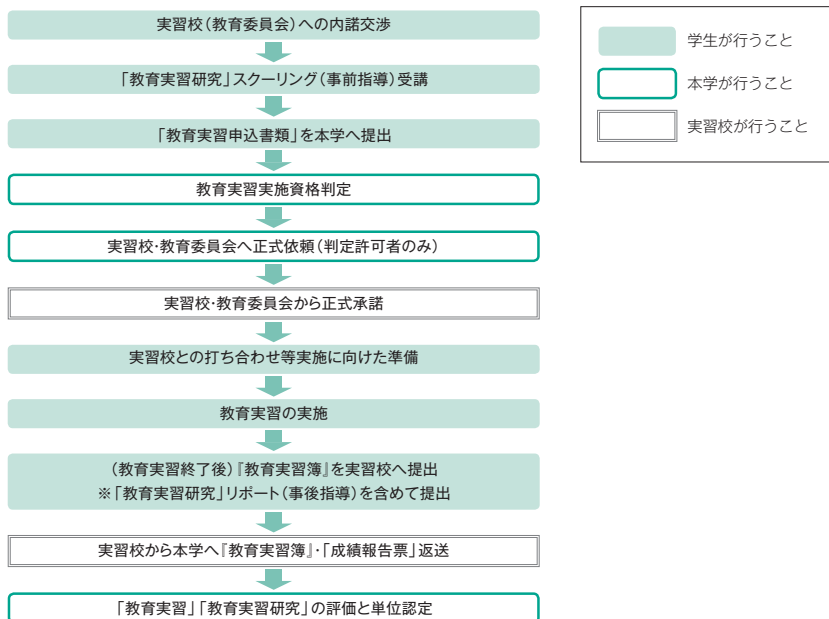 実習校（教育委員会）への内諾交渉
「教育実習研究」スクーリング（事前指導）受講
「教育実習申込書類」を本学へ提出
教育実習実施資格判定
実習校・教育委員会へ正式依頼（判定許可者のみ）
実習校・教育委員会から正式承諾
実習校との打ち合わせ等実施に向けた準備
教育実習の実施
（教育実習終了後）『教育実習簿』を実習校へ提出
※「教育実習研究」リポート（事後指導）を含めて提出
実習校から本学へ『教育実習簿』・「成績報告票」返送
「教育実習」「教育実習研究」の評価と単位認定
学生が行うこと
本学が行うこと
実習校が行うこと